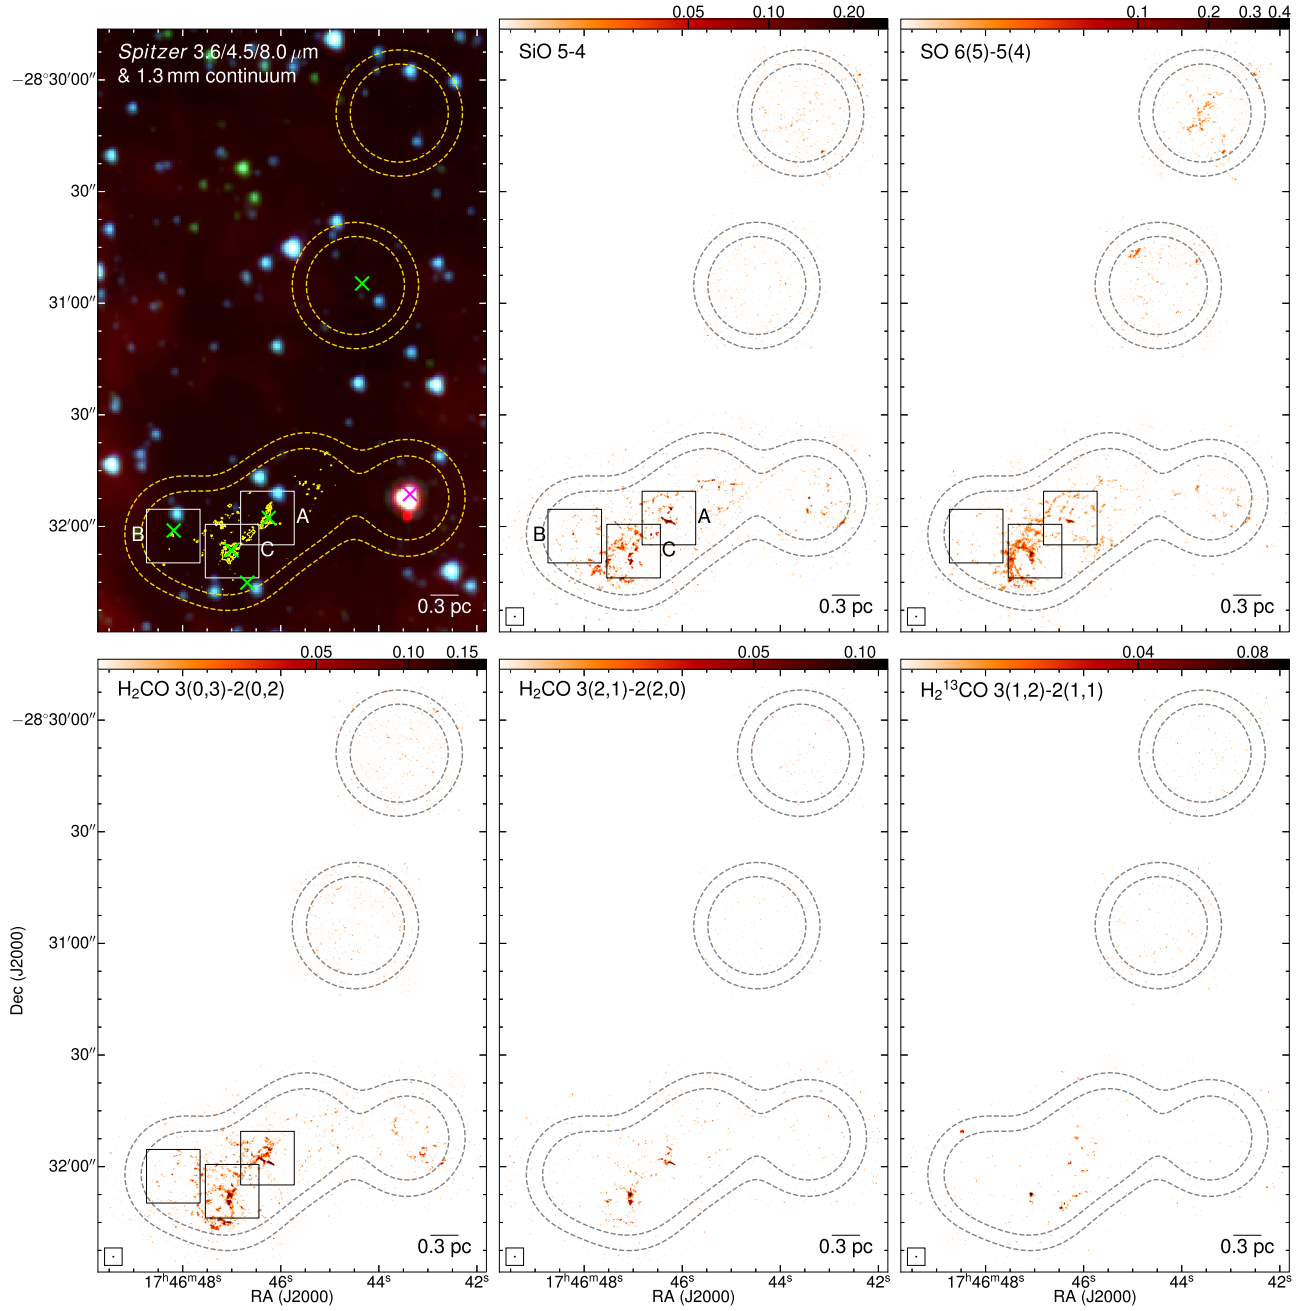 0.05 0.10 0.20
0.1 0.2 0.3 0.4
Spitzer 3.6/4.5/8.0 μm
& 1.3 mm continuum
SiO 5-4
SO 6(5)-5(4)
−28°30′00″
30″
31′00″
30″
32′00″
B
A
C
0.3 pc
B
A
C
0.3 pc
0.3 pc
0.05 0.10 0.15
0.05 0.10
0.04 0.08
H₂CO 3(0,3)-2(0,2)
H₂CO 3(2,1)-2(2,0)
H₂¹³CO 3(1,2)-2(1,1)
−28°30′00″
30″
31′00″
30″
32′00″
Dec (J2000)
0.3 pc
0.3 pc
0.3 pc
17ʰ46ᵐ48ˢ 46ˢ 44ˢ 42ˢ
17ʰ46ᵐ48ˢ 46ˢ 44ˢ 42ˢ
17ʰ46ᵐ48ˢ 46ˢ 44ˢ 42ˢ
RA (J2000)
RA (J2000)
RA (J2000)